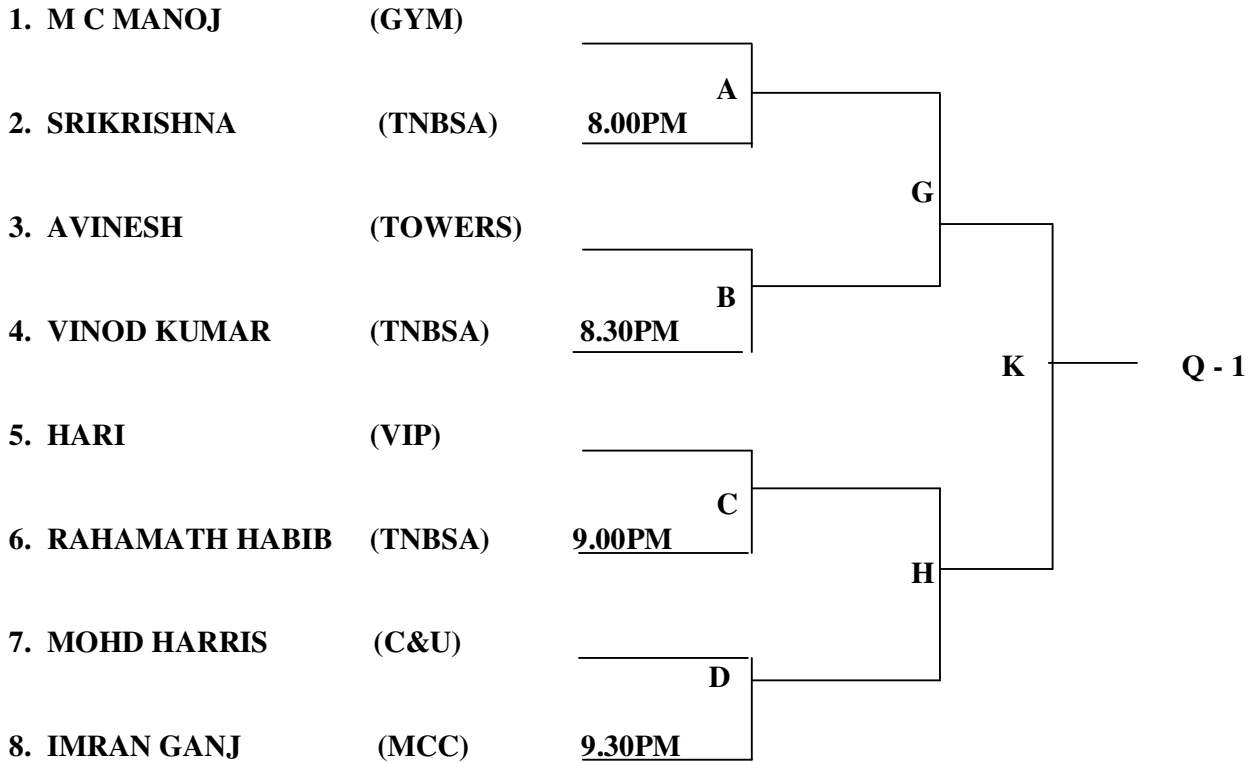 1. M C MANOJ (GYM)
A
2. SRIKRISHNA (TNBSA) 8.00PM
G
3. AVINESH (TOWERS)
B
4. VINOD KUMAR (TNBSA) 8.30PM
K Q - 1
5. HARI (VIP)
C
6. RAHAMATH HABIB (TNBSA) 9.00PM
H
7. MOHD HARRIS (C&U)
D
8. IMRAN GANJ (MCC) 9.30PM